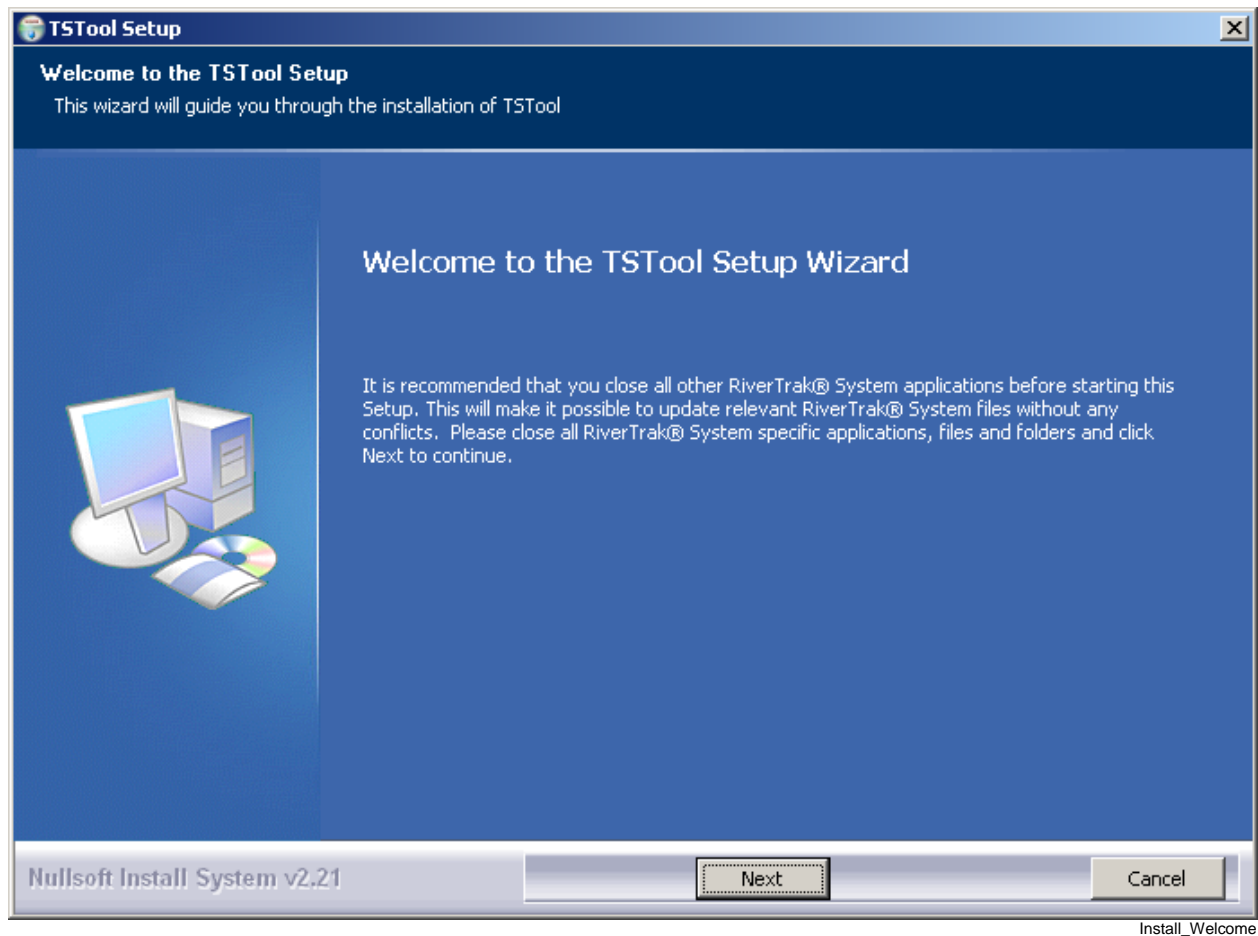 TSTool Setup
Welcome to the TSTool Setup
This wizard will guide you through the installation of TSTool
Welcome to the TSTool Setup Wizard
It is recommended that you close all other RiverTrak® System applications before starting this
Setup. This will make it possible to update relevant RiverTrak® System files without any
conflicts.  Please close all RiverTrak® System specific applications, files and folders and click
Next to continue.
Nullsoft Install System v2.21
Next
Cancel
Install_Welcome